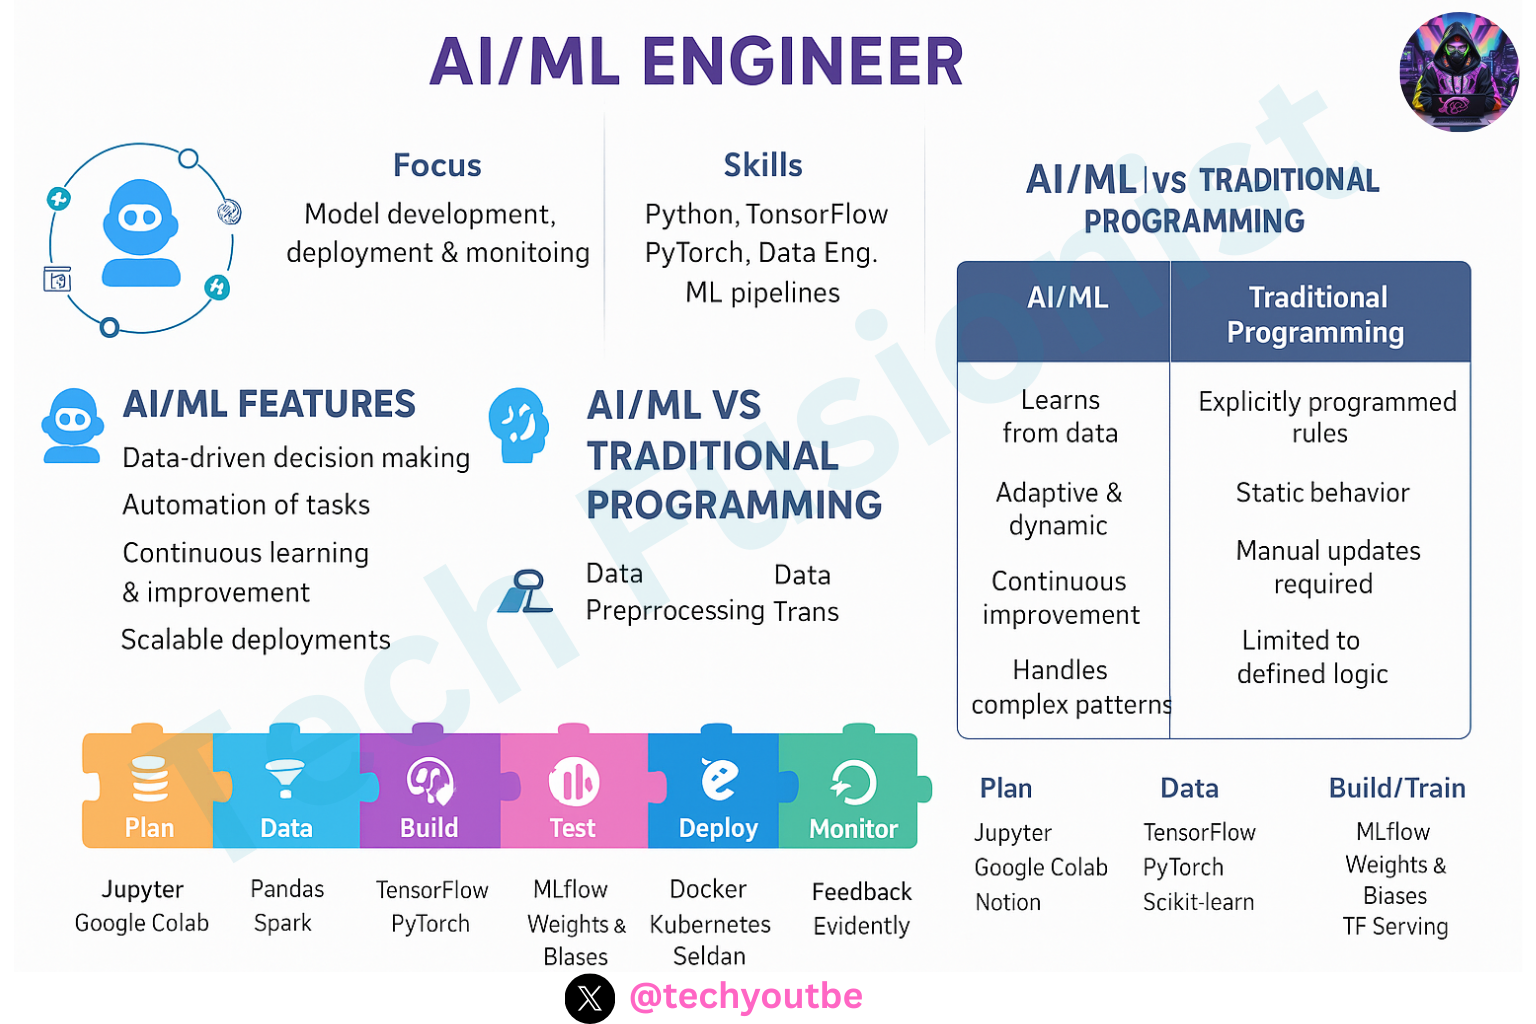 AI/ML ENGINEER
Focus
Model development,
deployment & monitoing
Skills
Python, TonsorFlow
PyTorch, Data Eng.
ML pipelines
AI/ML|vs TRADITIONAL
PROGRAMMING
AI/ML
Traditional
Programming
Learns
from data
Explicitly programmed
rules
Adaptive &
dynamic
Static behavior
Continuous
improvement
Manual updates
required
Handles
complex patterns
Limited to
defined logic
AI/ML FEATURES
Data-driven decision making
Automation of tasks
Continuous learning
& improvement
Scalable deployments
AI/ML VS
TRADITIONAL
PROGRAMMING
Data
Preprrocessing
Data
Trans
Plan
Data
Build
Test
Deploy
Monitor
Jupyter
Google Colab
Pandas
Spark
TensorFlow
PyTorch
MLflow
Weights &
Blases
Docker
Kubernetes
Seldan
Feedback
Evidently
Plan
Jupyter
Google Colab
Notion
Data
TensorFlow
PyTorch
Scikit-learn
Build/Train
MLflow
Weights &
Biases
TF Serving
Tech Fusionist
@techyoutbe